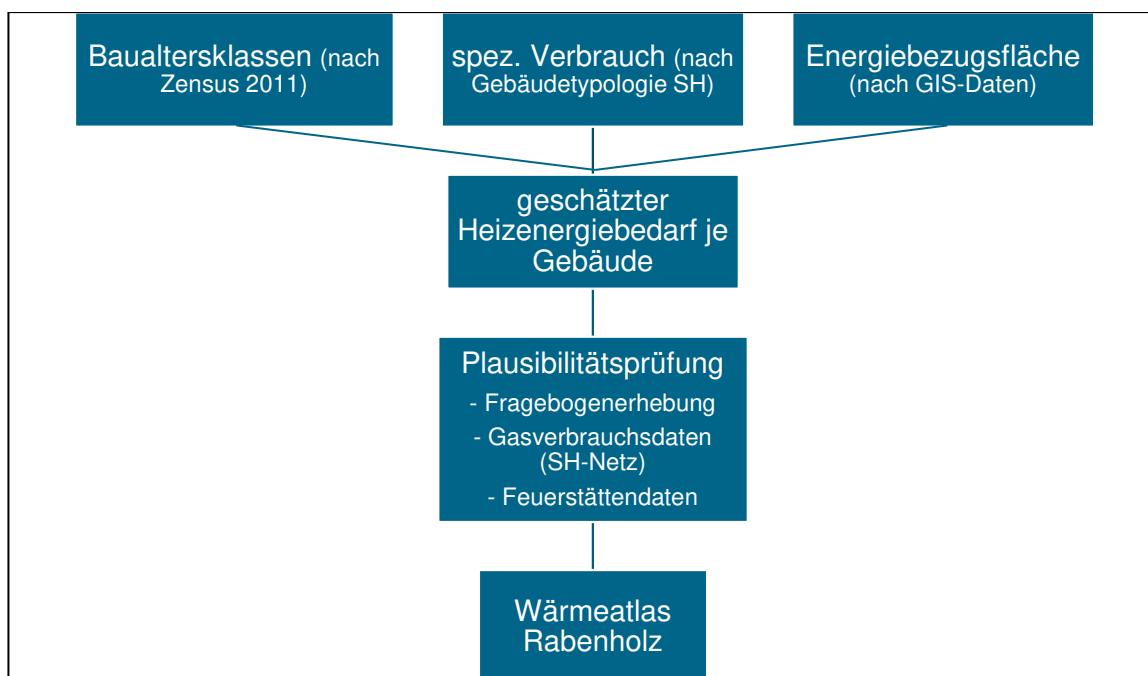 Baualtersklassen (nach
Zensus 2011)
spez. Verbrauch (nach
Gebäudetypologie SH)
Energiebezugsfläche
(nach GIS-Daten)
geschätzter
Heizenergiebedarf je
Gebäude
Plausibilitätsprüfung
- Fragebogenerhebung
- Gasverbrauchsdaten
(SH-Netz)
- Feuerstättendaten
Wärmeatlas
Rabenholz